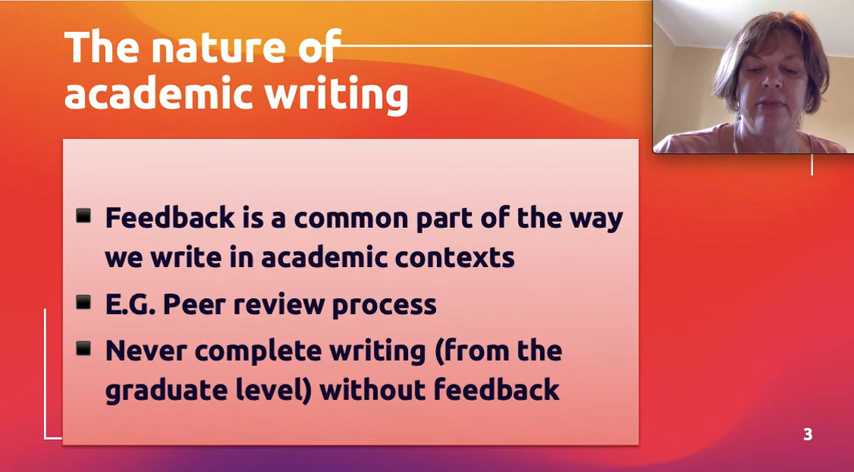 The nature of
academic writing
Feedback is a common part of the way
we write in academic contexts
E.G. Peer review process
Never complete writing (from the
graduate level) without feedback
3